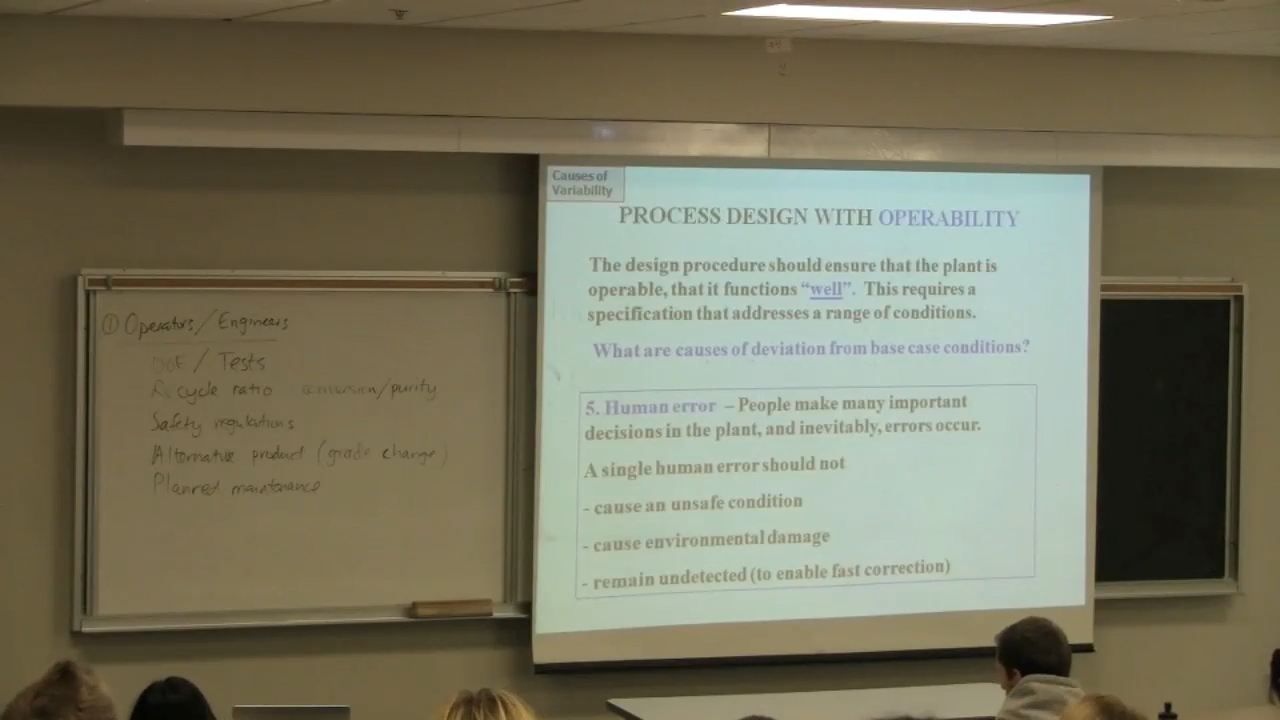 ① Operators/Engineers
DOE / Tests
Recycle ratio conversion/purity
Safety regulations
Alternative product (grade change)
Planned maintenance
Causes of
Variability
PROCESS DESIGN WITH OPERABILITY
The design procedure should ensure that the plant is
operable, that it functions “well”. This requires a
specification that addresses a range of conditions.
What are causes of deviation from base case conditions?
5. Human error – People make many important
decisions in the plant, and inevitably, errors occur.
A single human error should not
- cause an unsafe condition
- cause environmental damage
- remain undetected (to enable fast correction)